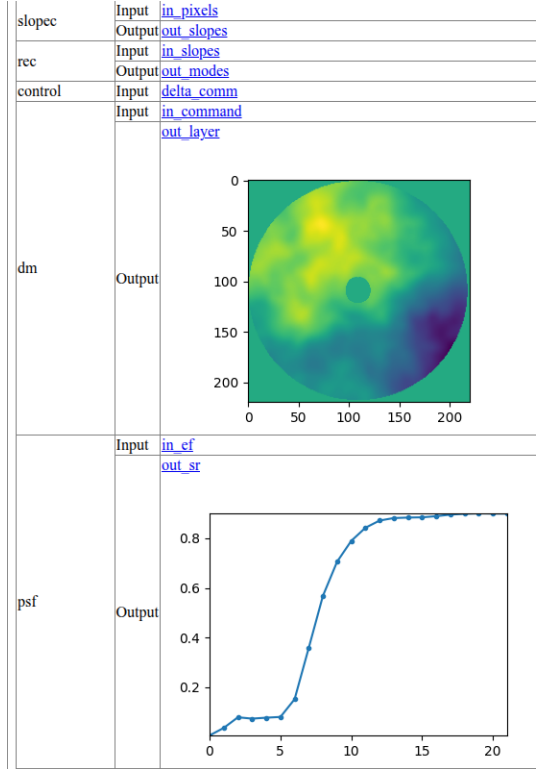 slopec
Input in_pixels
Output out_slopes
rec
Input in_slopes
Output out_modes
control Input delta_comm
dm
Input in_command
Output
out_layer
0
50
100
150
200
0 50 100 150 200
psf
Input in_ef
Output
out_sr
0.8
0.6
0.4
0.2
0 5 10 15 20